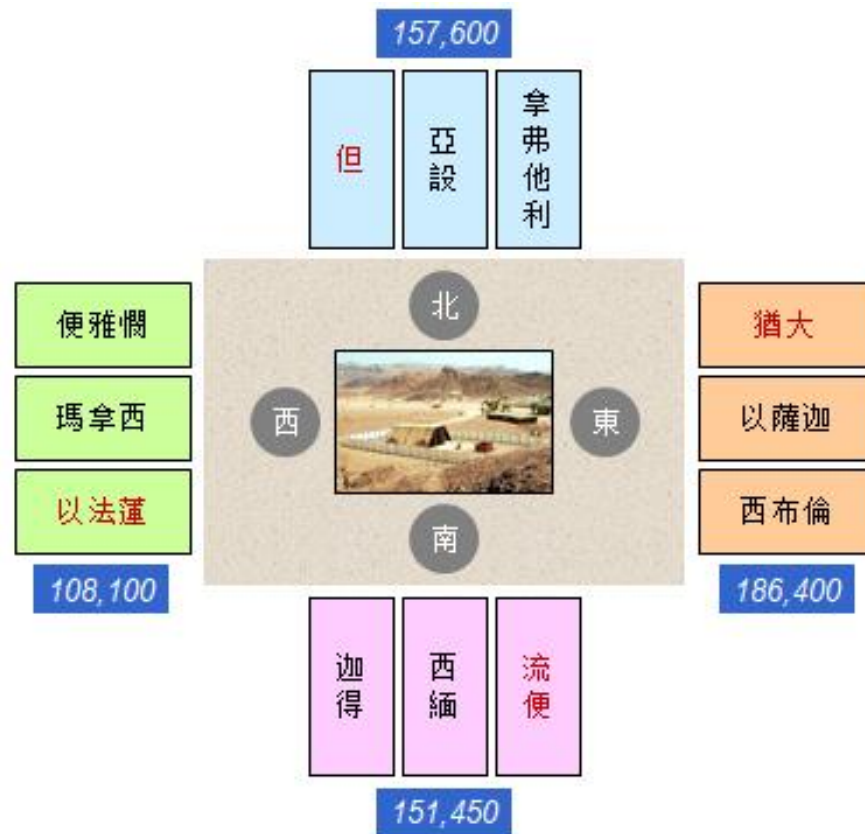 157,600
但
亞設
拿弗他利
北
便雅憫
猶大
瑪拿西
西
東
以薩迦
以法蓮
西布倫
南
108,100
186,400
迦得
西緬
流便
151,450